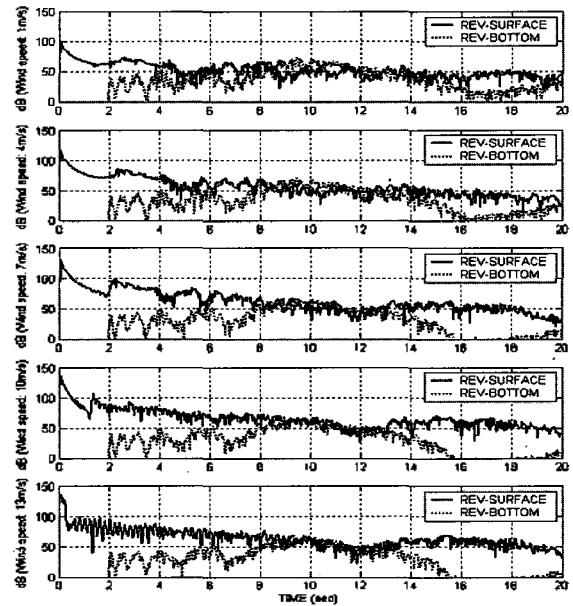 dB (Wind speed: 1m/s)
150
100
50
0
REV-SURFACE
REV-BOTTOM
0 2 4 6 8 10 12 14 16 18 20
dB (Wind speed: 4m/s)
150
100
50
0
REV-SURFACE
REV-BOTTOM
0 2 4 6 8 10 12 14 16 18 20
dB (Wind speed: 7m/s)
150
100
50
0
REV-SURFACE
REV-BOTTOM
0 2 4 6 8 10 12 14 16 18 20
dB (Wind speed: 10m/s)
150
100
50
0
REV-SURFACE
REV-BOTTOM
0 2 4 6 8 10 12 14 16 18 20
dB (Wind speed: 13m/s)
150
100
50
0
REV-SURFACE
REV-BOTTOM
0 2 4 6 8 10 12 14 16 18 20
TIME (sec)